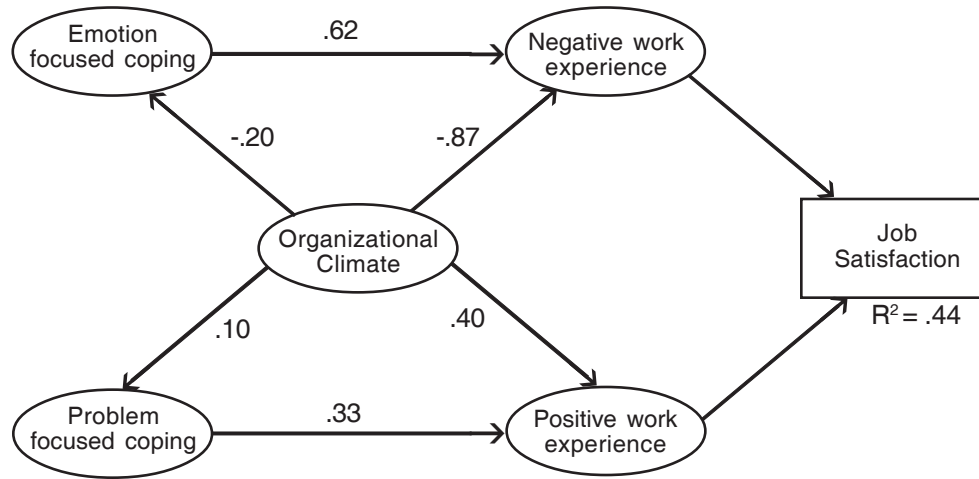 Emotion
focused coping
.62
Negative work
experience
-.20
-.87
Organizational
Climate
Job
Satisfaction
R² = .44
.10
.40
Problem
focused coping
.33
Positive work
experience